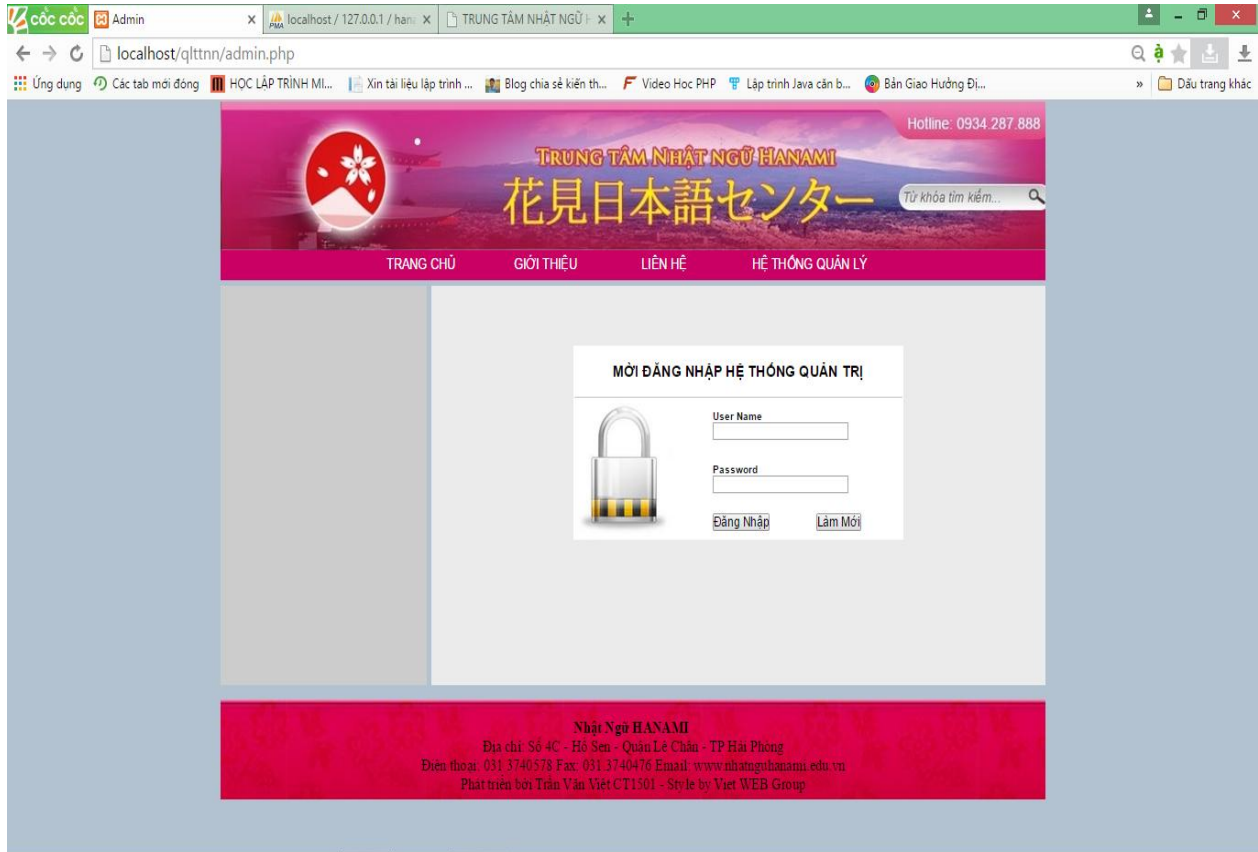 cốc cốc Admin localhost / 127.0.0.1 / hana TRUNG TÂM NHẬT NGỮ H
localhost/qlttnn/admin.php
Ứng dụng Các tab mới đóng HỌC LẬP TRÌNH MI... Xin tài liệu lập trình ... Blog chia sẻ kiến th... Video Hoc PHP Lập trình Java căn b... Bản Giao Hưởng Đị... » Dấu trang khác
Hotline: 0934.287.888
TRUNG TÂM NHẬT NGỮ HANAMI
花見日本語センター
Từ khóa tìm kiếm...
TRANG CHỦ GIỚI THIỆU LIÊN HỆ HỆ THỐNG QUẢN LÝ
MỜI ĐĂNG NHẬP HỆ THỐNG QUẢN TRỊ
User Name
Password
Đăng Nhập Làm Mới
Nhật Ngữ HANAMI
Địa chỉ: Số 4C - Hồ Sen - Quận Lê Chân - TP Hải Phòng
Điện thoại: 031 3740578 Fax: 031 3740476 Email: www.nhatnguhanami.edu.vn
Phát triển bởi Trần Văn Việt CT1501 - Style by Viet WEB Group